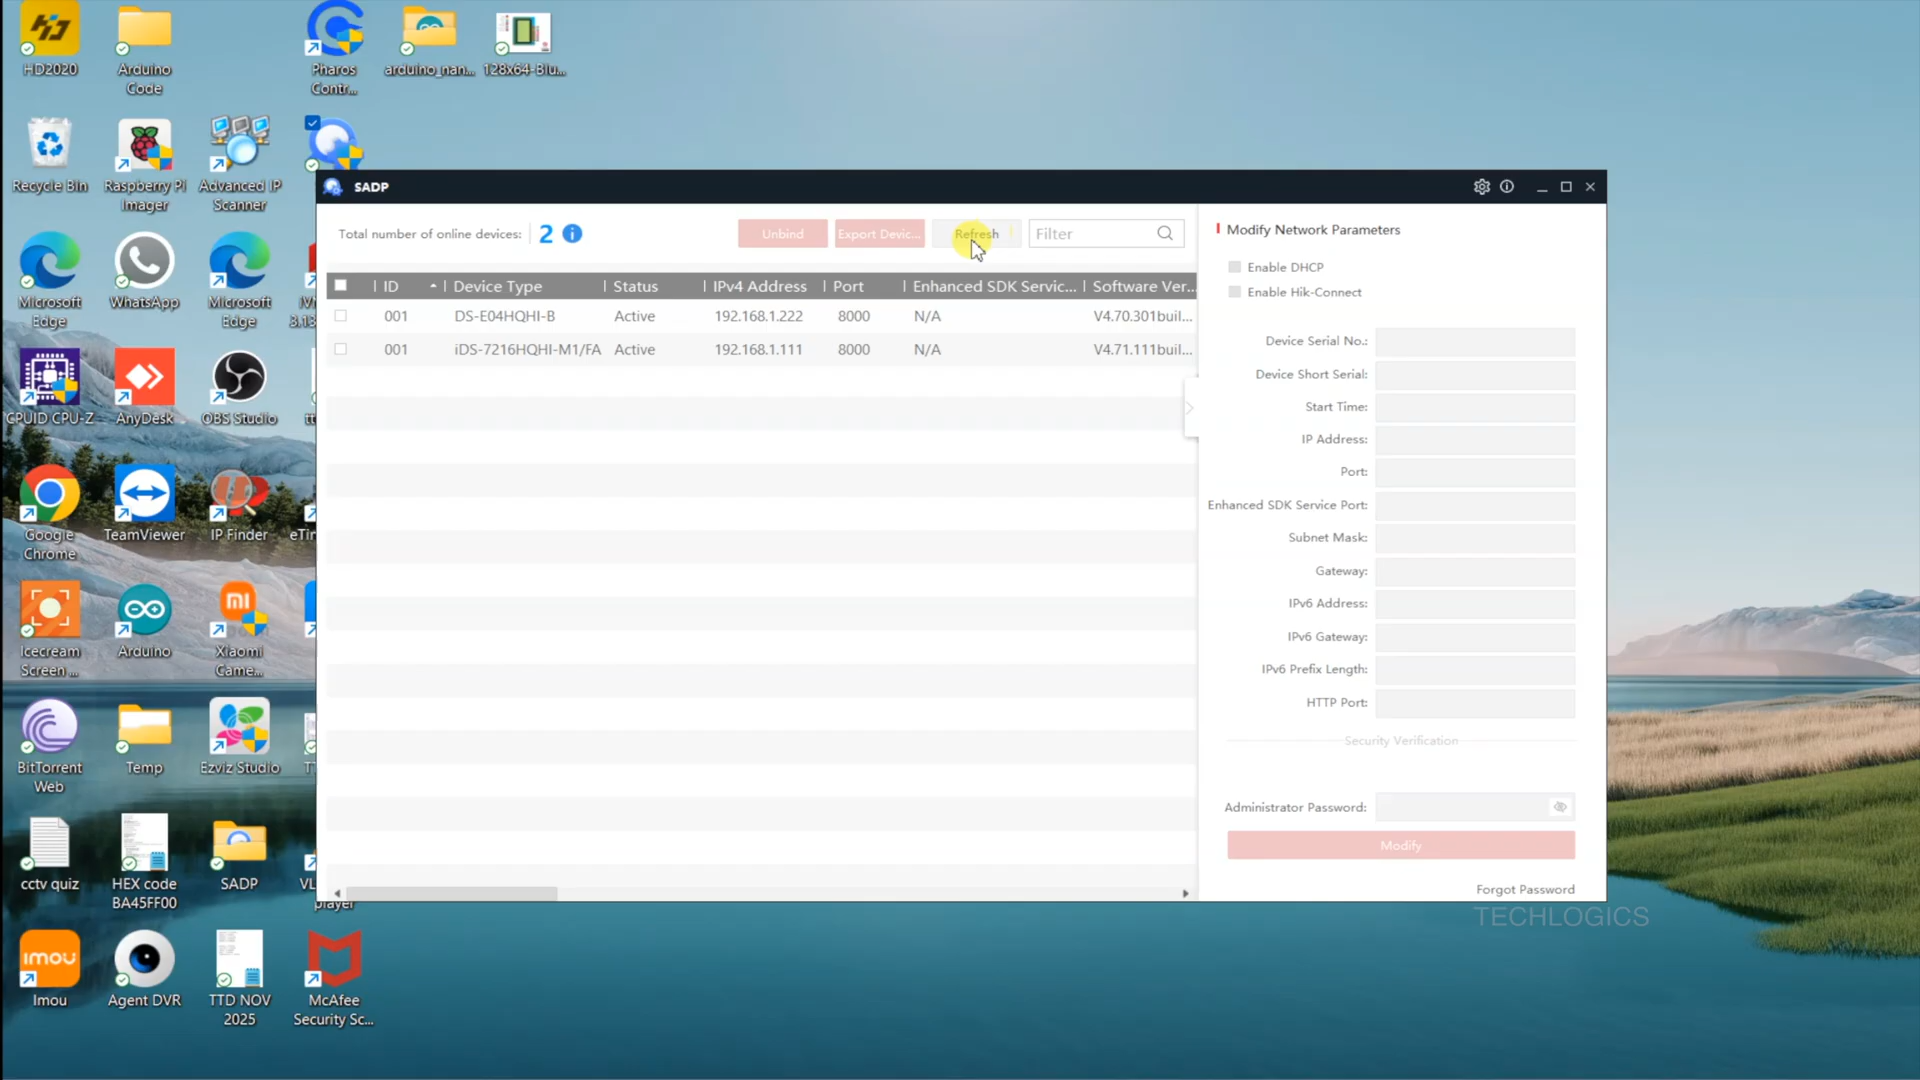 HD2020
Arduino
Code
Pharos
Contr...
arduino_nan...
128x64-Blu...
Recycle Bin
Raspberry Pi
Imager
Advanced IP
Scanner
Microsoft
Edge
WhatsApp
Microsoft
Edge
CPUID CPU-Z
AnyDesk
OBS Studio
Google
Chrome
TeamViewer
IP Finder
Icecream
Screen ...
Arduino
Xiaomi
Came...
BitTorrent
Web
Temp
Ezviz Studio
cctv quiz
HEX code
BA45FF00
SADP
player
imou
Imou
Agent DVR
TTD NOV
2025
McAfee
Security Sc...
SADP
Total number of online devices: 2
Unbind
Export Devic...
Refresh
Filter
ID Device Type Status IPv4 Address Port Enhanced SDK Servic... Software Ver...
001 DS-E04HQHI-B Active 192.168.1.222 8000 N/A V4.70.301buil...
001 iDS-7216HQHI-M1/FA Active 192.168.1.111 8000 N/A V4.71.111buil...
Modify Network Parameters
Enable DHCP
Enable Hik-Connect
Device Serial No.:
Device Short Serial:
Start Time:
IP Address:
Port:
Enhanced SDK Service Port:
Subnet Mask:
Gateway:
IPv6 Address:
IPv6 Gateway:
IPv6 Prefix Length:
HTTP Port:
Security Verification
Administrator Password:
Modify
Forgot Password
TECHLOGICS